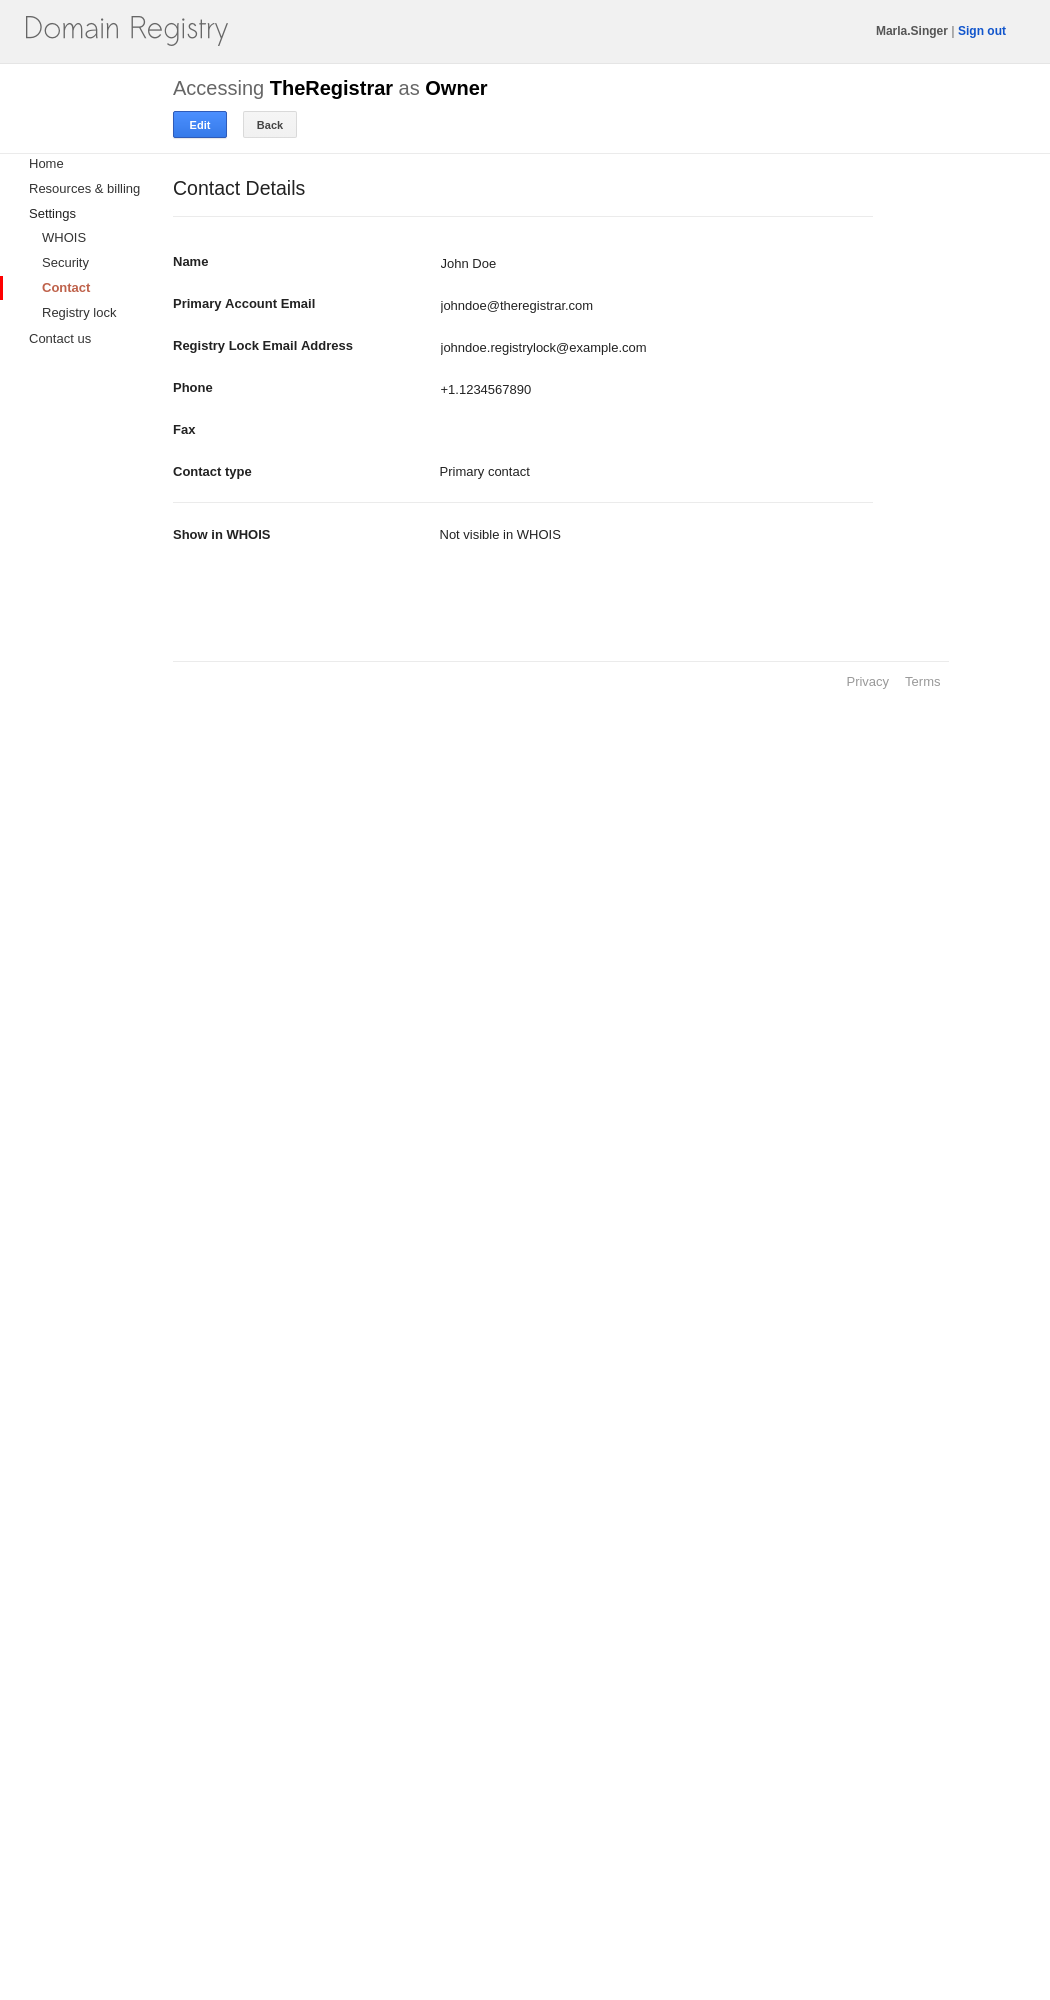 Domain Registry
Marla.Singer | Sign out
Accessing TheRegistrar as Owner
Edit Back
Home
Resources & billing
Settings
WHOIS
Security
Contact
Registry lock
Contact us
Contact Details
Name John Doe
Primary Account Email johndoe@theregistrar.com
Registry Lock Email Address johndoe.registrylock@example.com
Phone +1.1234567890
Fax
Contact type Primary contact
Show in WHOIS Not visible in WHOIS
Privacy Terms